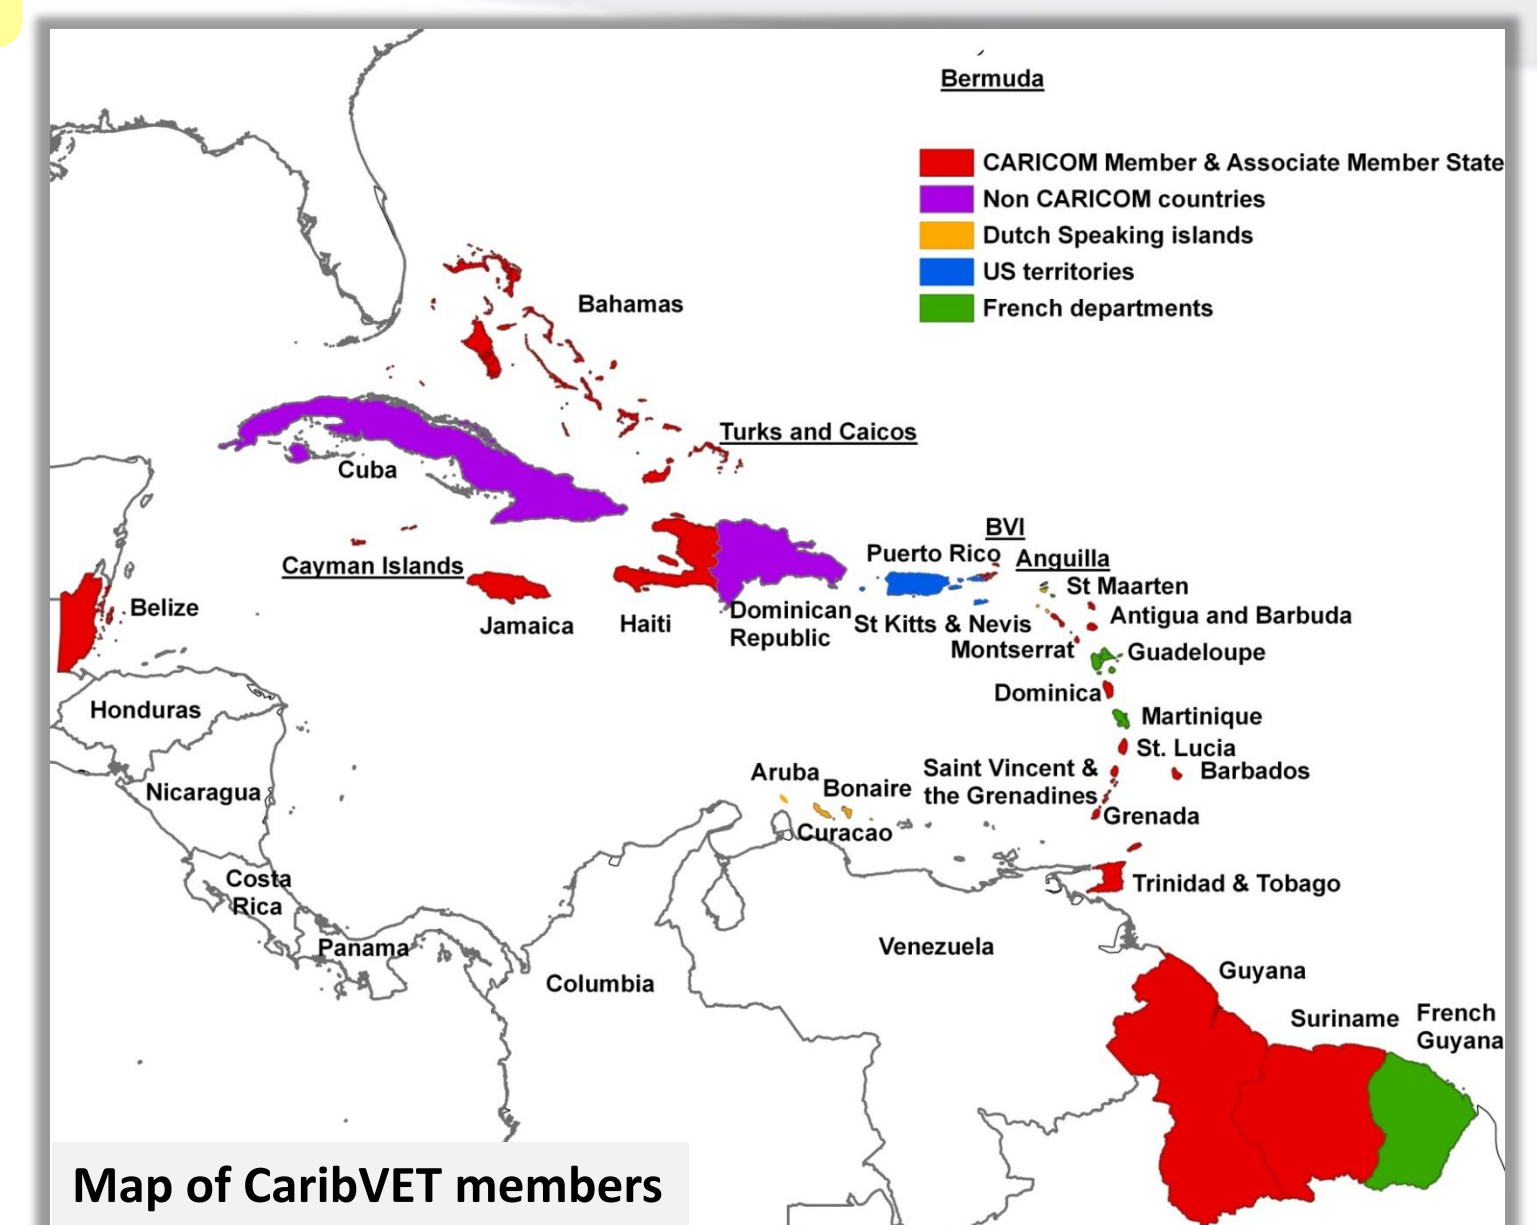 Bermuda
CARICOM Member & Associate Member State
Non CARICOM countries
Dutch Speaking islands
US territories
French departments
Bahamas
Turks and Caicos
Cuba
BVI
Puerto Rico
Anguilla
Cayman Islands
St Maarten
Belize
Jamaica
Haiti
Dominican
Republic
St Kitts & Nevis
Antigua and Barbuda
Montserrat
Guadeloupe
Dominica
Honduras
Martinique
St. Lucia
Saint Vincent &
the Grenadines
Barbados
Aruba
Bonaire
Nicaragua
Curacao
Grenada
Costa
Rica
Trinidad & Tobago
Panama
Venezuela
Columbia
Guyana
Suriname
French
Guyana
Map of CaribVET members